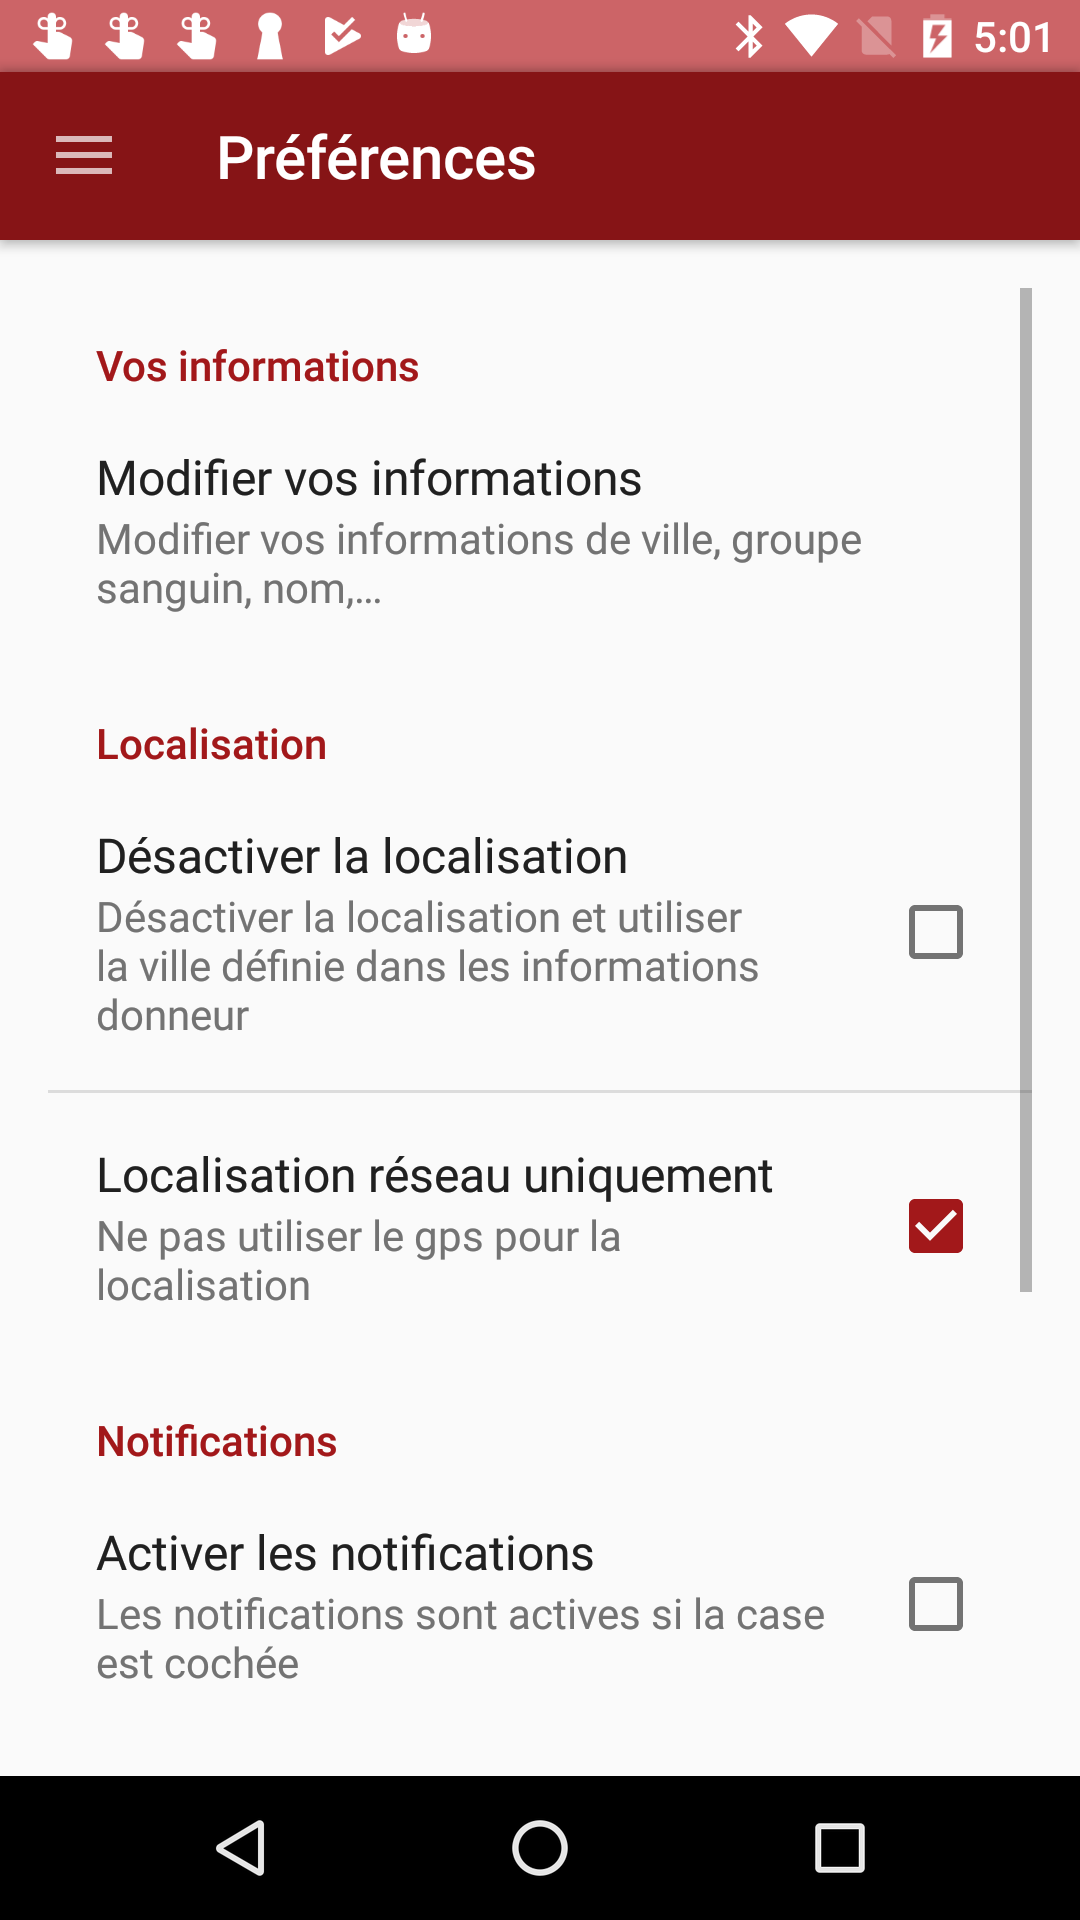 5:01
Préférences
Vos informations
Modifier vos informations
Modifier vos informations de ville, groupe
sanguin, nom,...
Localisation
Désactiver la localisation
Désactiver la localisation et utiliser
la ville définie dans les informations
donneur
Localisation réseau uniquement
Ne pas utiliser le gps pour la
localisation
Notifications
Activer les notifications
Les notifications sont actives si la case
est cochée